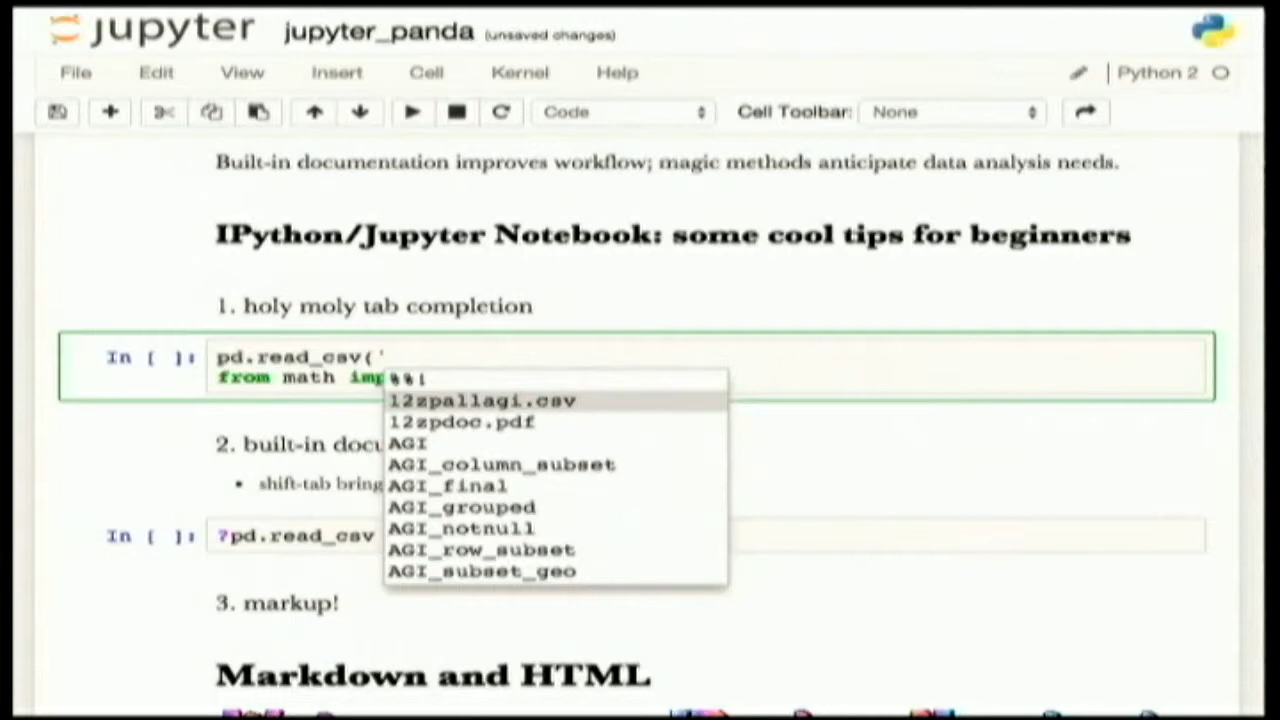 jupyter jupyter_panda (unsaved changes)
File Edit View Insert Cell Kernel Help Python 2
Code Cell Toolbar: None
Built-in documentation improves workflow; magic methods anticipate data analysis needs.
IPython/Jupyter Notebook: some cool tips for beginners
1. holy moly tab completion
In [ ]: pd.read_csv('
from math imp
%%!
12zpallagi.csv
12zpdoc.pdf
2. built-in docu
AGI
AGI_column_subset
• shift-tab bring
AGI_final
AGI_grouped
AGI_notnull
In [ ]: ?pd.read_csv
AGI_row_subset
AGI_subset_geo
3. markup!
Markdown and HTML